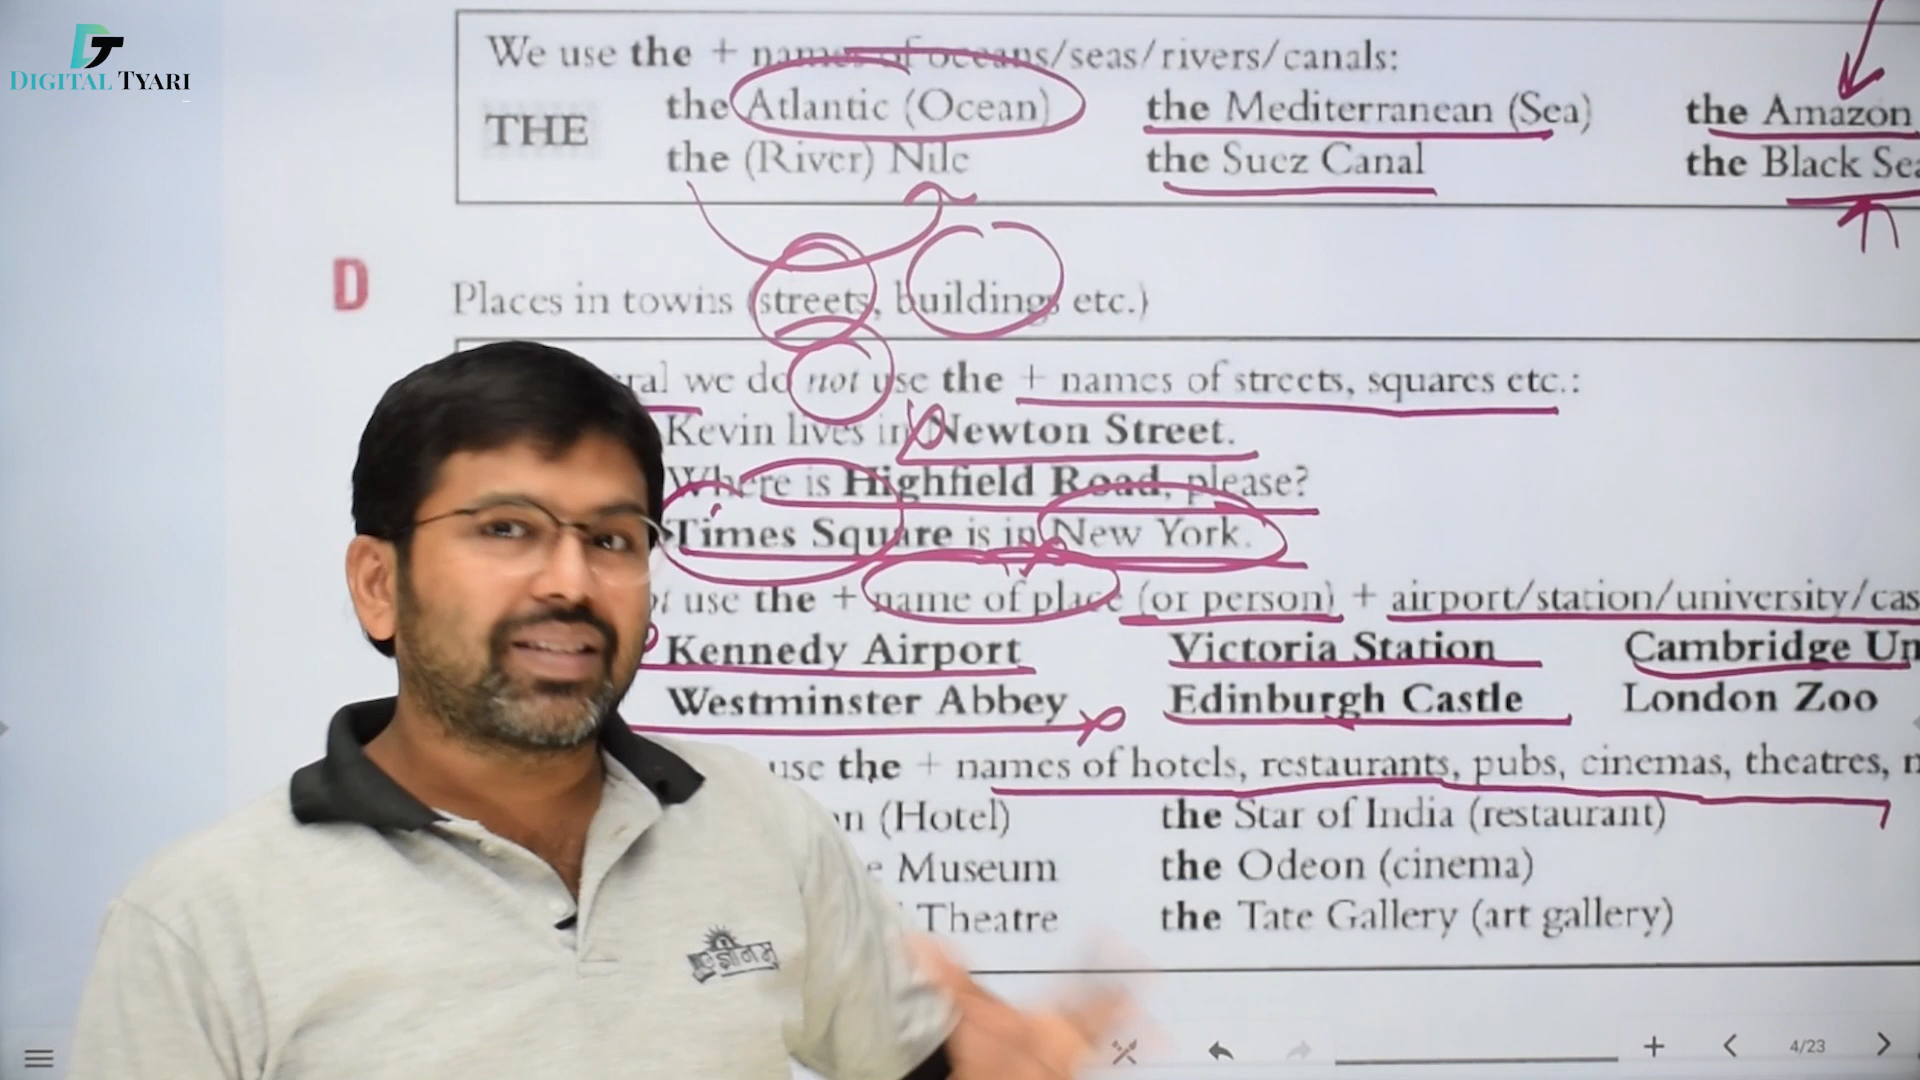 DT
DIGITAL TYARI
We use the + names of oceans/seas/rivers/canals:
THE
the Atlantic (Ocean) the Mediterranean (Sea) the Amazon
the (River) Nile the Suez Canal the Black Sea
D
Places in towns (streets, buildings etc.)
we do not use the + names of streets, squares etc.:
Kevin lives in Newton Street.
Where is Highfield Road, please?
Times Square is in New York.
use the + name of place (or person) + airport/station/university/cas
Kennedy Airport Victoria Station Cambridge Un
Westminster Abbey Edinburgh Castle London Zoo
use the + names of hotels, restaurants, pubs, cinemas, theatres,
(Hotel) the Star of India (restaurant)
Museum the Odeon (cinema)
Theatre the Tate Gallery (art gallery)
4/23